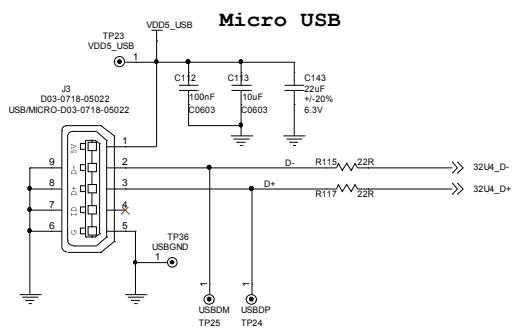 Micro USB
TP23
VDD5_USB
VDD5_USB
1
J3
D03-0718-05022
USB/MICRO-D03-0718-05022
C112
100nF
C0603
C113
10uF
C0603
C143
22uF
+/-20%
6.3V
5V 1
9 D- 2 D- R115 22R 32U4_D-
8 D+ 3 D+ R117 22R 32U4_D+
7 ID 4
6 G 5
TP36
USBGND
1
1 1
USBDM USBDP
TP25 TP24